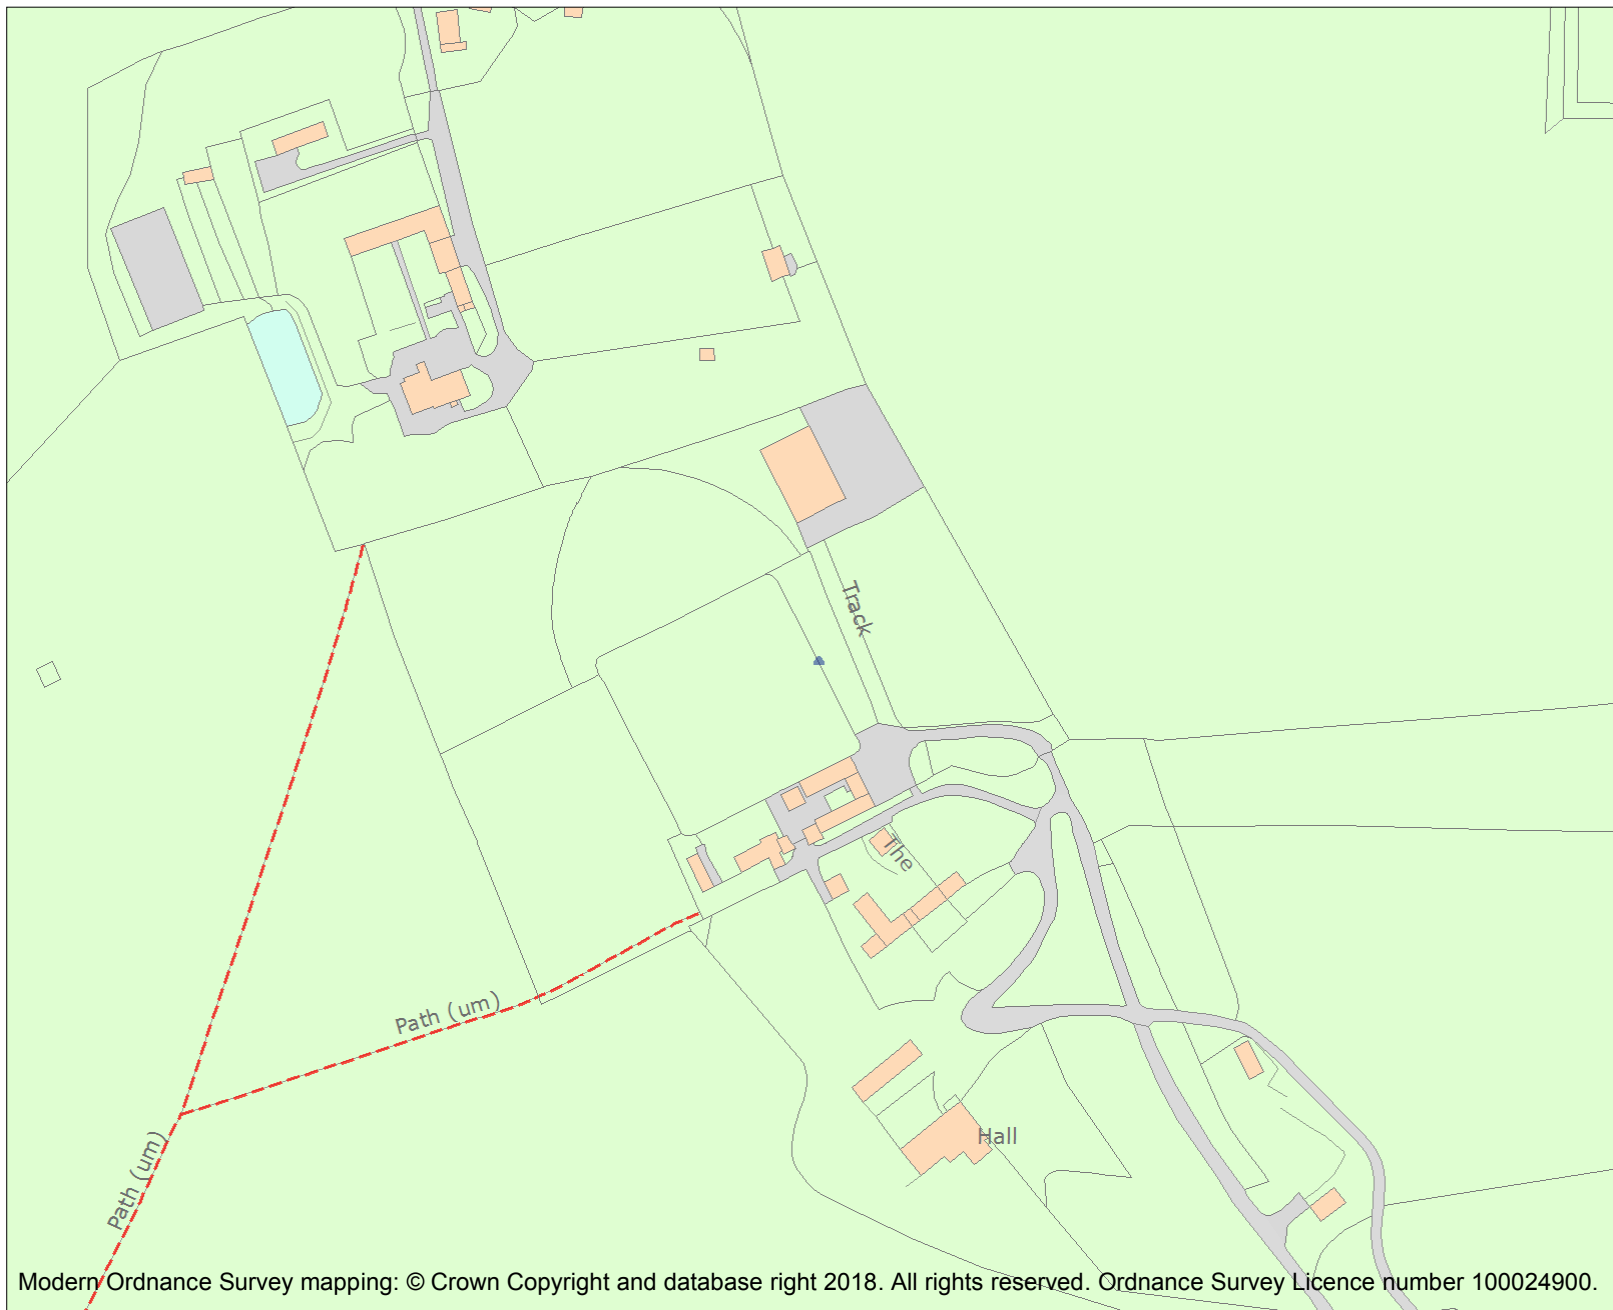 Track
The
Path (um)
Hall
Path (um)
Modern Ordnance Survey mapping: © Crown Copyright and database right 2018. All rights reserved. Ordnance Survey Licence number 100024900.